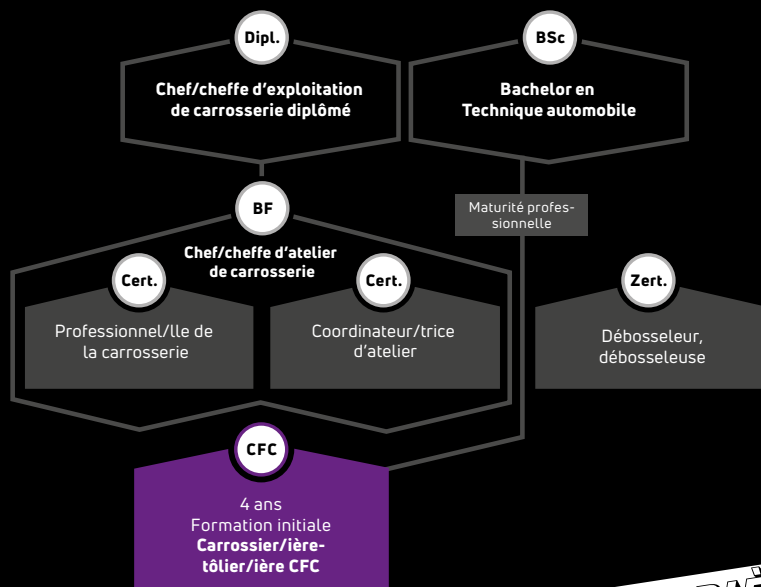 Dipl.
Chef/cheffe d'exploitation
de carrosserie diplômé
BSc
Bachelor en
Technique automobile
Maturité profes-
sionnelle
BF
Chef/cheffe d'atelier
de carrosserie
Cert.
Professionnel/lle de
la carrosserie
Cert.
Coordinateur/trice
d'atelier
Zert.
Débosseleur,
débosseleuse
CFC
4 ans
Formation initiale
Carrossier/ière-
tôlier/ière CFC